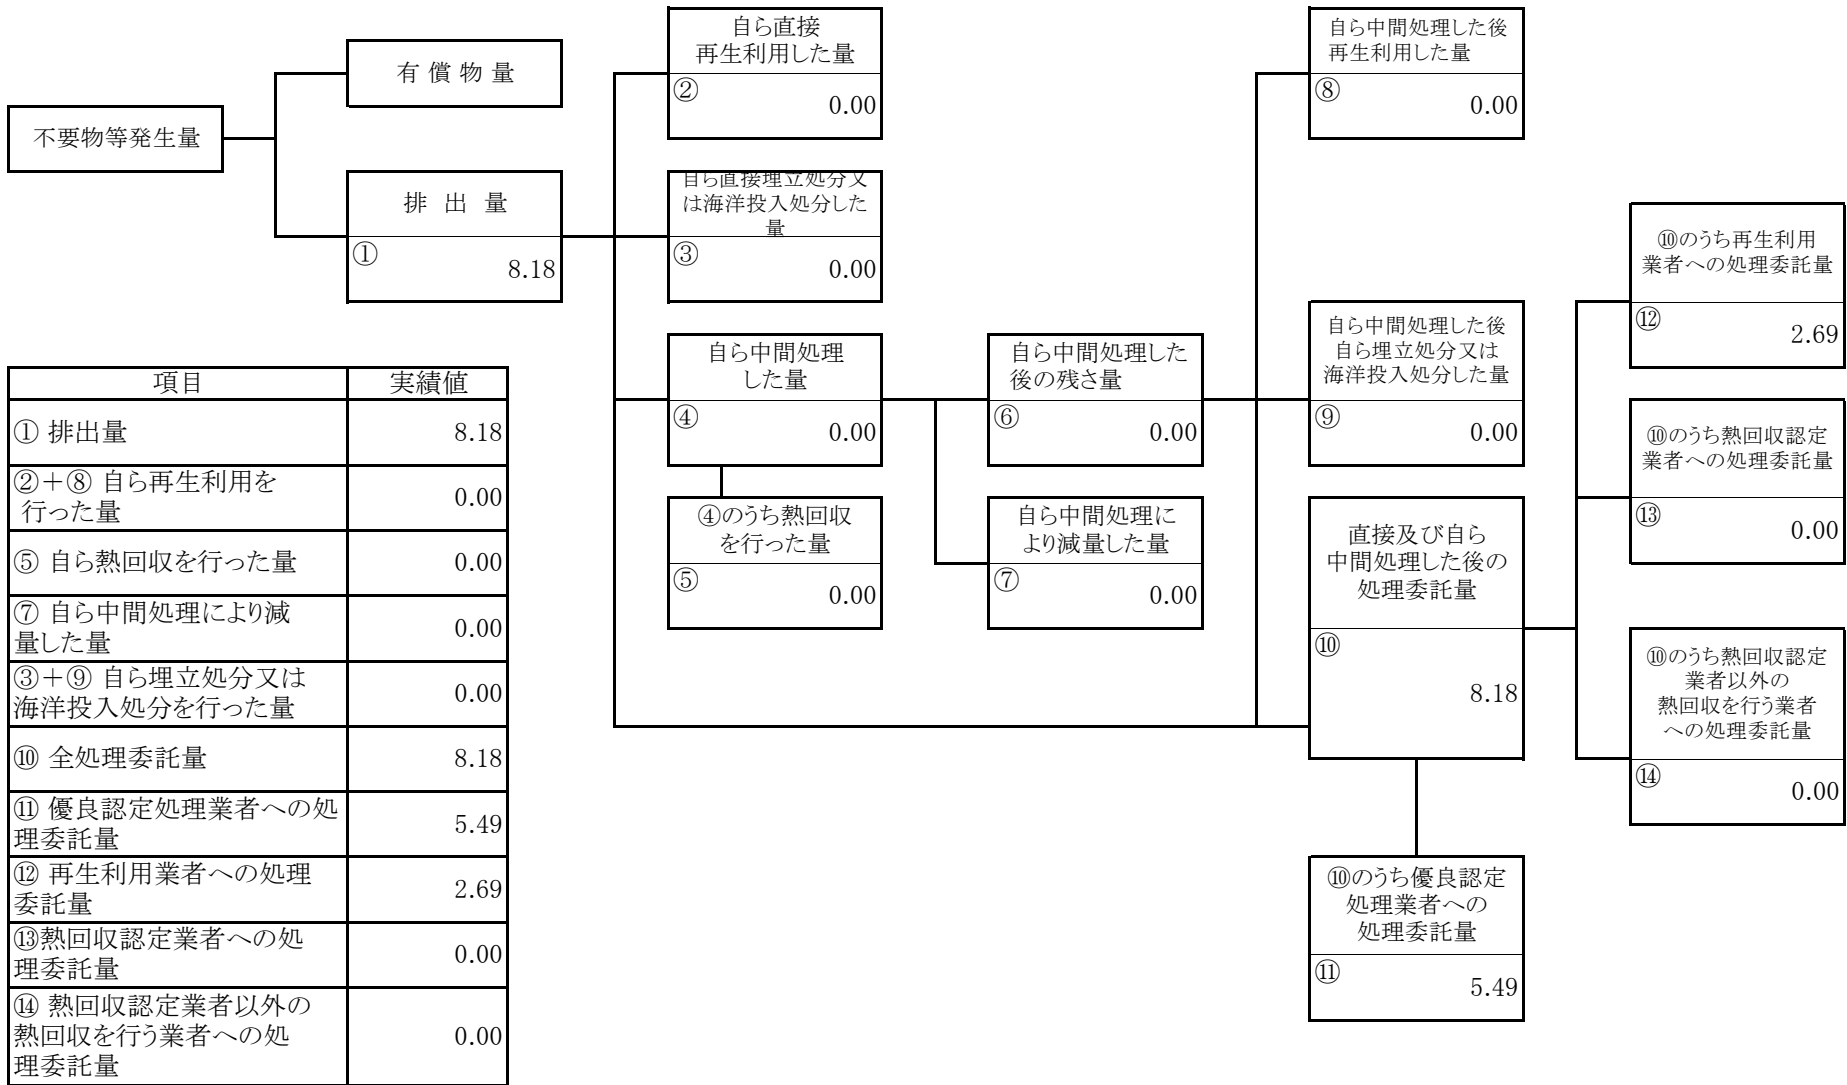 不要物等発生量
有償物量
排出量
①
8.18
自ら直接
再生利用した量
②
0.00
自ら直接埋立処分又
は海洋投入処分した
量
③
0.00
自ら中間処理
した量
④
0.00
④のうち熱回収
を行った量
⑤
0.00
自ら中間処理した
後の残さ量
⑥
0.00
自ら中間処理に
より減量した量
⑦
0.00
自ら中間処理した後
再生利用した量
⑧
0.00
自ら中間処理した後
自ら埋立処分又は
海洋投入処分した量
⑨
0.00
直接及び自ら
中間処理した後の
処理委託量
⑩
8.18
⑩のうち優良認定
処理業者への
処理委託量
⑪
5.49
⑩のうち再生利用
業者への処理委託量
⑫
2.69
⑩のうち熱回収認定
業者への処理委託量
⑬
0.00
⑩のうち熱回収認定
業者以外の
熱回収を行う業者
への処理委託量
⑭
0.00
項目 実績値
① 排出量 8.18
②＋⑧ 自ら再生利用を
行った量
0.00
⑤ 自ら熱回収を行った量 0.00
⑦ 自ら中間処理により減
量した量
0.00
③＋⑨ 自ら埋立処分又は
海洋投入処分を行った量
0.00
⑩ 全処理委託量 8.18
⑪ 優良認定処理業者への処
理委託量
5.49
⑫ 再生利用業者への処理
委託量
2.69
⑬熱回収認定業者への処
理委託量
0.00
⑭ 熱回収認定業者以外の
熱回収を行う業者への処
理委託量
0.00